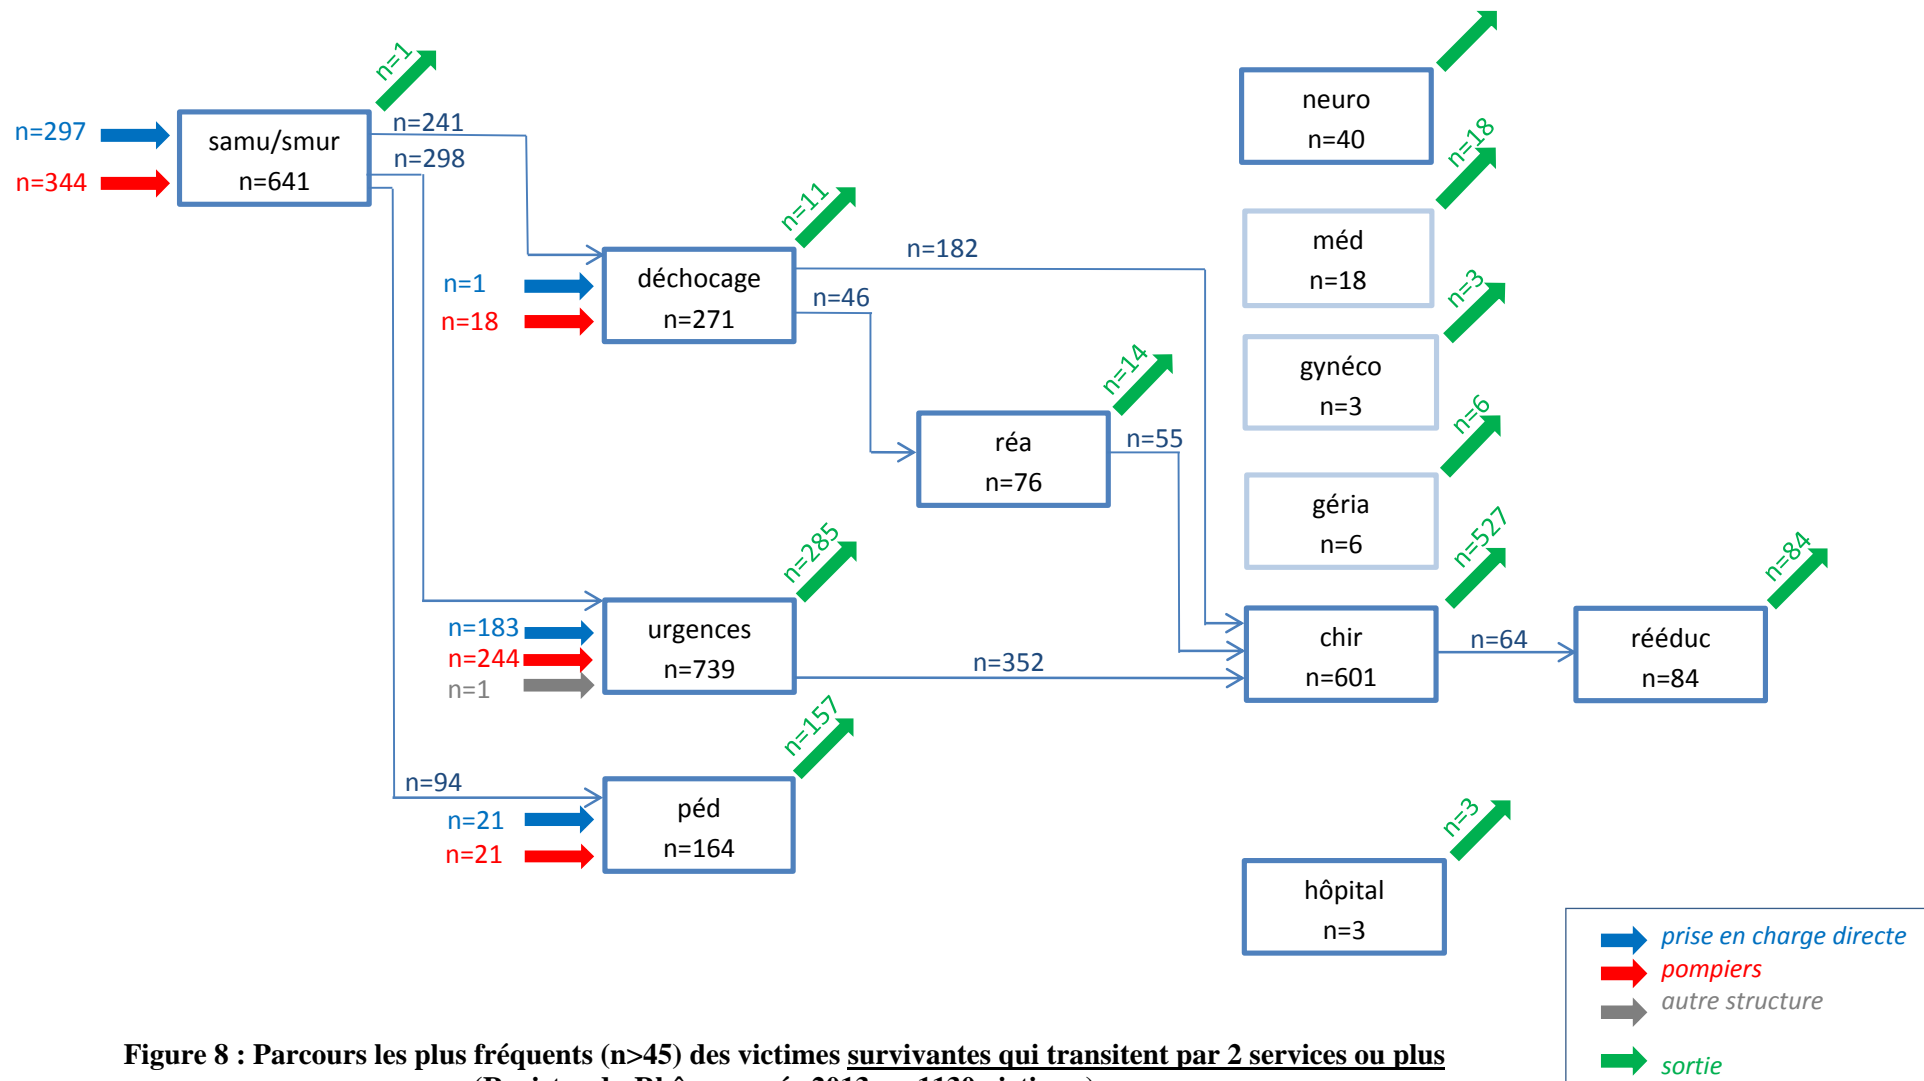 n=1
n=297
n=344
samu/smur
n=641
n=241
n=298
n=11
n=1
n=18
déchocage
n=271
n=182
n=46
n=14
réa
n=76
n=55
neuro
n=40
n=18
méd
n=18
n=3
gynéco
n=3
n=6
géria
n=6
n=527
n=285
n=183
n=244
n=1
urgences
n=739
n=352
chir
n=601
n=64
n=84
rééduc
n=84
n=157
n=94
n=21
n=21
péd
n=164
n=3
hôpital
n=3
prise en charge directe
pompiers
autre structure
sortie
Figure 8 : Parcours les plus fréquents (n>45) des victimes survivantes qui transitent par 2 services ou plus